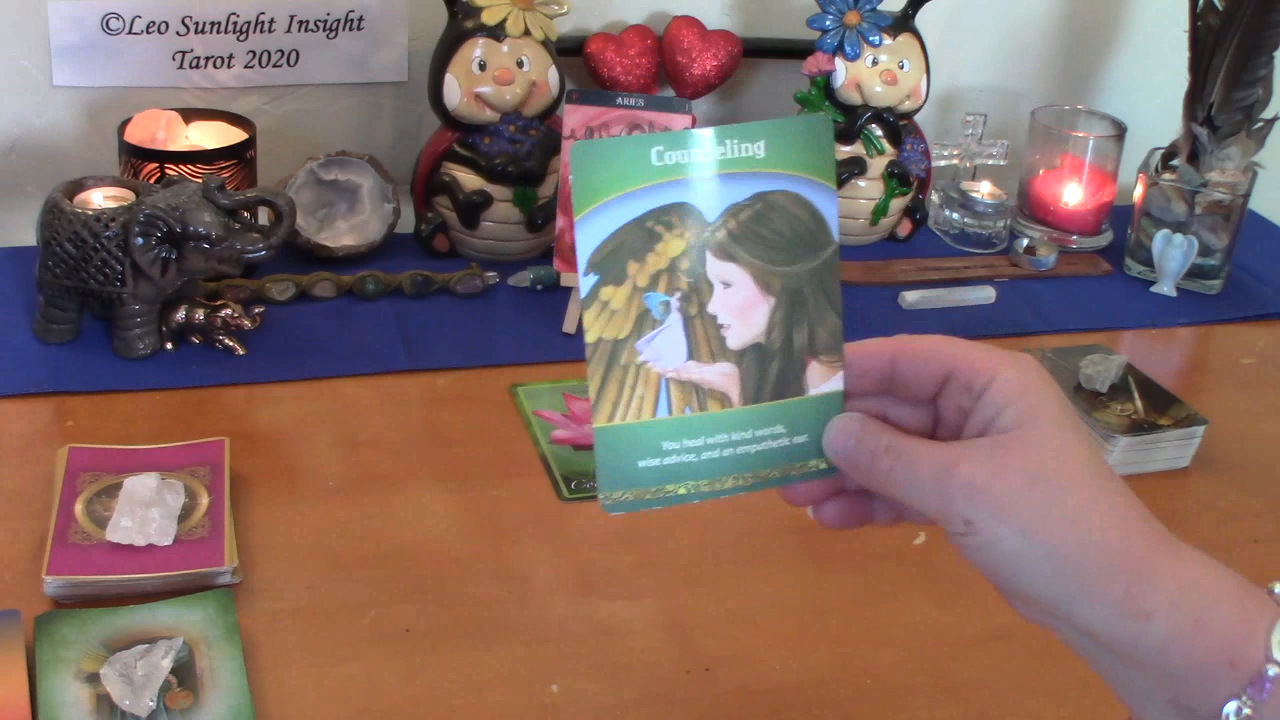 ©Leo Sunlight Insight
Tarot 2020
ARIES
Counseling
You heal with kind words,
wise advice, and an empathetic ear.